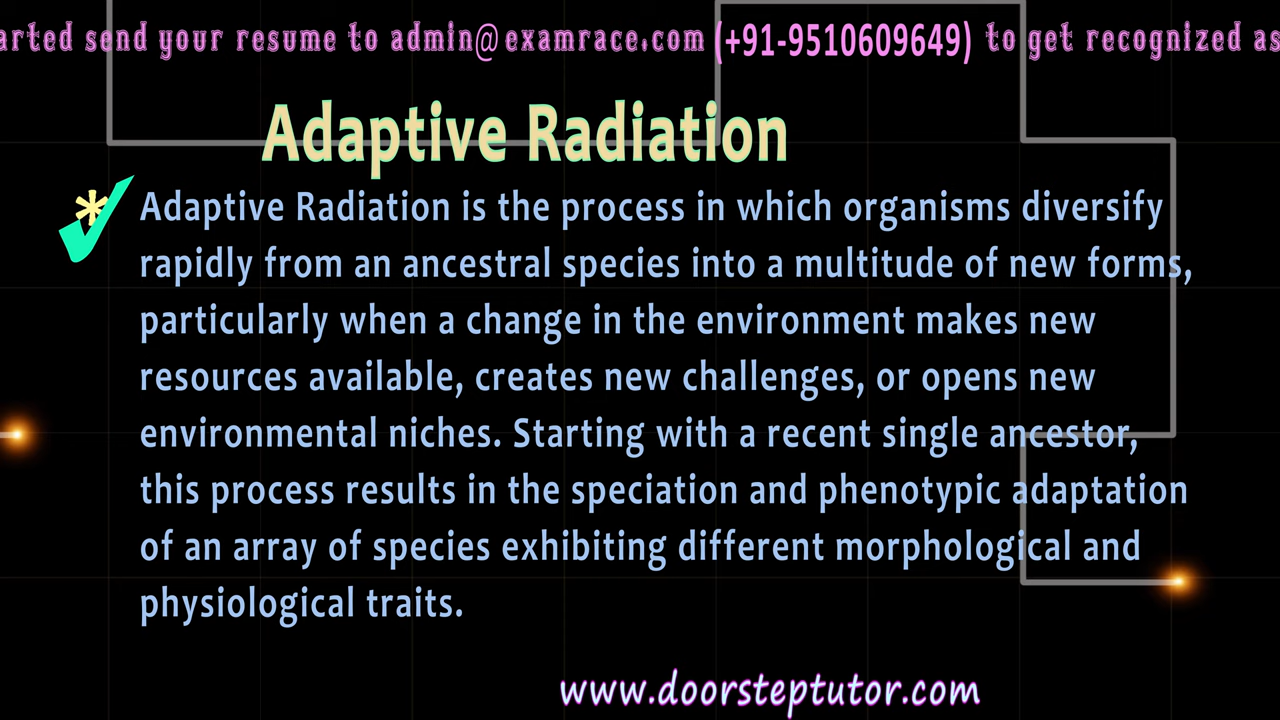 arted send your resume to admin@examrace.com (+91-9510609649) to get recognized as
Adaptive Radiation
* Adaptive Radiation is the process in which organisms diversify
rapidly from an ancestral species into a multitude of new forms,
particularly when a change in the environment makes new
resources available, creates new challenges, or opens new
environmental niches. Starting with a recent single ancestor,
this process results in the speciation and phenotypic adaptation
of an array of species exhibiting different morphological and
physiological traits.
www.doorsteptutor.com